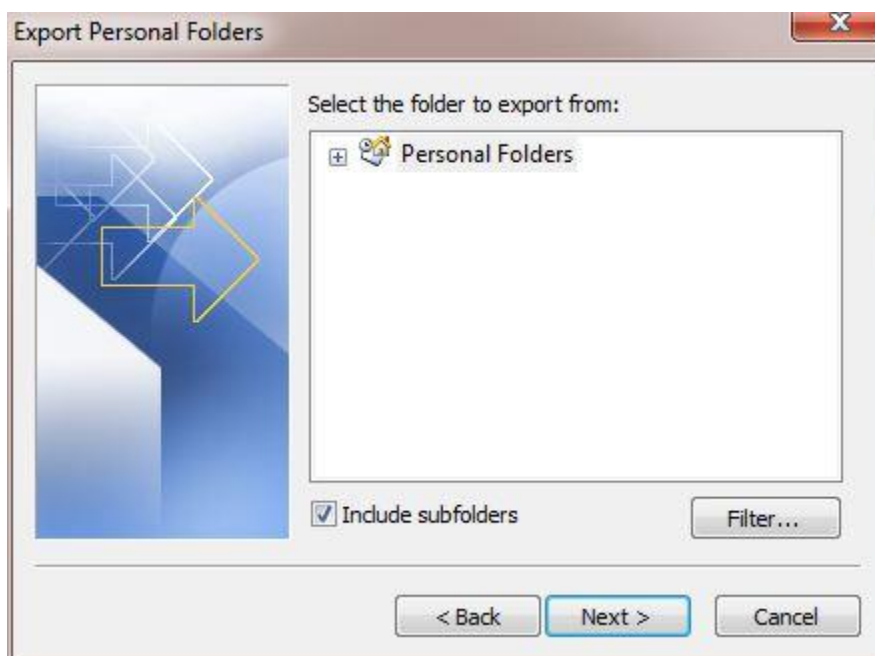 Export Personal Folders
Select the folder to export from:
Personal Folders
Include subfolders
Filter...
< Back
Next >
Cancel